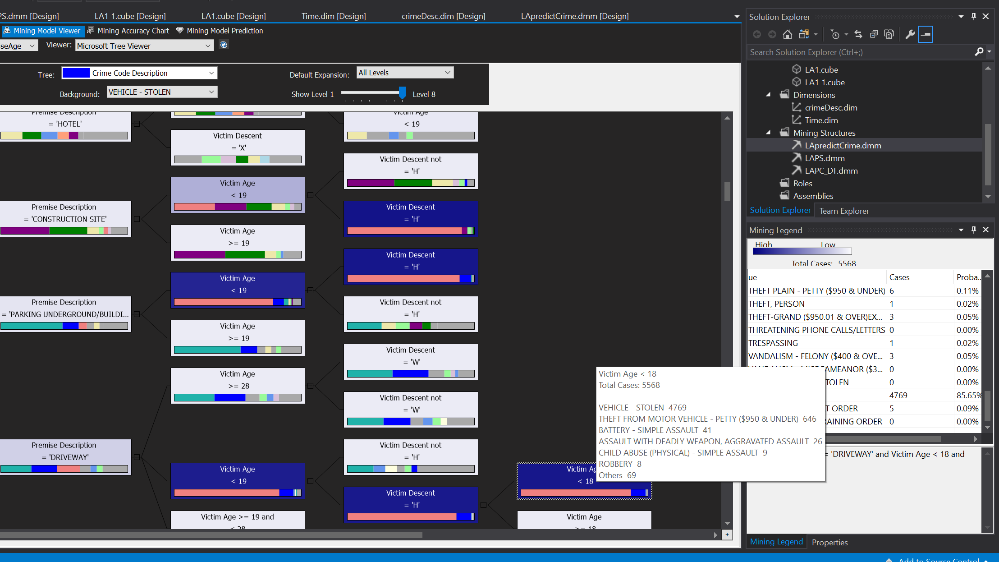 PS.dmm [Design]
LA1 1.cube [Design]
LA1.cube [Design]
Time.dim [Design]
crimeDesc.dim [Design]
LApredictCrime.dmm [Design]
Mining Model Viewer
Mining Accuracy Chart
Mining Model Prediction
seAge
Viewer:
Microsoft Tree Viewer
Tree:
Crime Code Description
Default Expansion:
All Levels
Background:
VEHICLE - STOLEN
Show Level 1
Level 8
Premise Description
= 'HOTEL'
Victim Descent
= 'X'
Victim Age
< 19
Victim Descent not
= 'H'
Victim Age
< 19
Victim Descent
= 'H'
Premise Description
= 'CONSTRUCTION SITE'
Victim Age
>= 19
Victim Descent
= 'H'
Victim Age
< 19
Victim Descent not
= 'H'
Premise Description
= 'PARKING UNDERGROUND/BUILDI...
Victim Age
>= 19
Victim Descent
= 'W'
Victim Age
>= 28
Victim Descent not
= 'W'
Premise Description
= 'DRIVEWAY'
Victim Descent not
= 'H'
Victim Age
< 19
Victim Descent
= 'H'
Victim Ag
< 18
Victim Age >= 19 and
< 28
Victim Age
>= 18
Victim Age < 18
Total Cases: 5568
VEHICLE - STOLEN 4769
THEFT FROM MOTOR VEHICLE - PETTY ($950 & UNDER) 646
BATTERY - SIMPLE ASSAULT 41
ASSAULT WITH DEADLY WEAPON, AGGRAVATED ASSAULT 26
CHILD ABUSE (PHYSICAL) - SIMPLE ASSAULT 9
ROBBERY 8
Others 69
Solution Explorer
Search Solution Explorer (Ctrl+;)
LA1.cube
LA1 1.cube
Dimensions
crimeDesc.dim
Time.dim
Mining Structures
LApredictCrime.dmm
LAPS.dmm
LAPC_DT.dmm
Roles
Assemblies
Solution Explorer
Team Explorer
Mining Legend
High
Low
Total Cases: 5568
ue Cases Proba..
THEFT PLAIN - PETTY ($950 & UNDER) 6 0.11%
THEFT, PERSON 1 0.02%
THEFT-GRAND ($950.01 & OVER)EX... 3 0.05%
THREATENING PHONE CALLS/LETTERS 0 0.00%
TRESPASSING 1 0.02%
VANDALISM - FELONY ($400 & OVE... 3 0.05%
AMEANOR ($3... 0 0.00%
TOLEN 0 0.00%
4769 85.65%
T ORDER 5 0.09%
RAINING ORDER 0 0.00%
= 'DRIVEWAY' and Victim Age < 18 and
Mining Legend
Properties
Add to Source Control